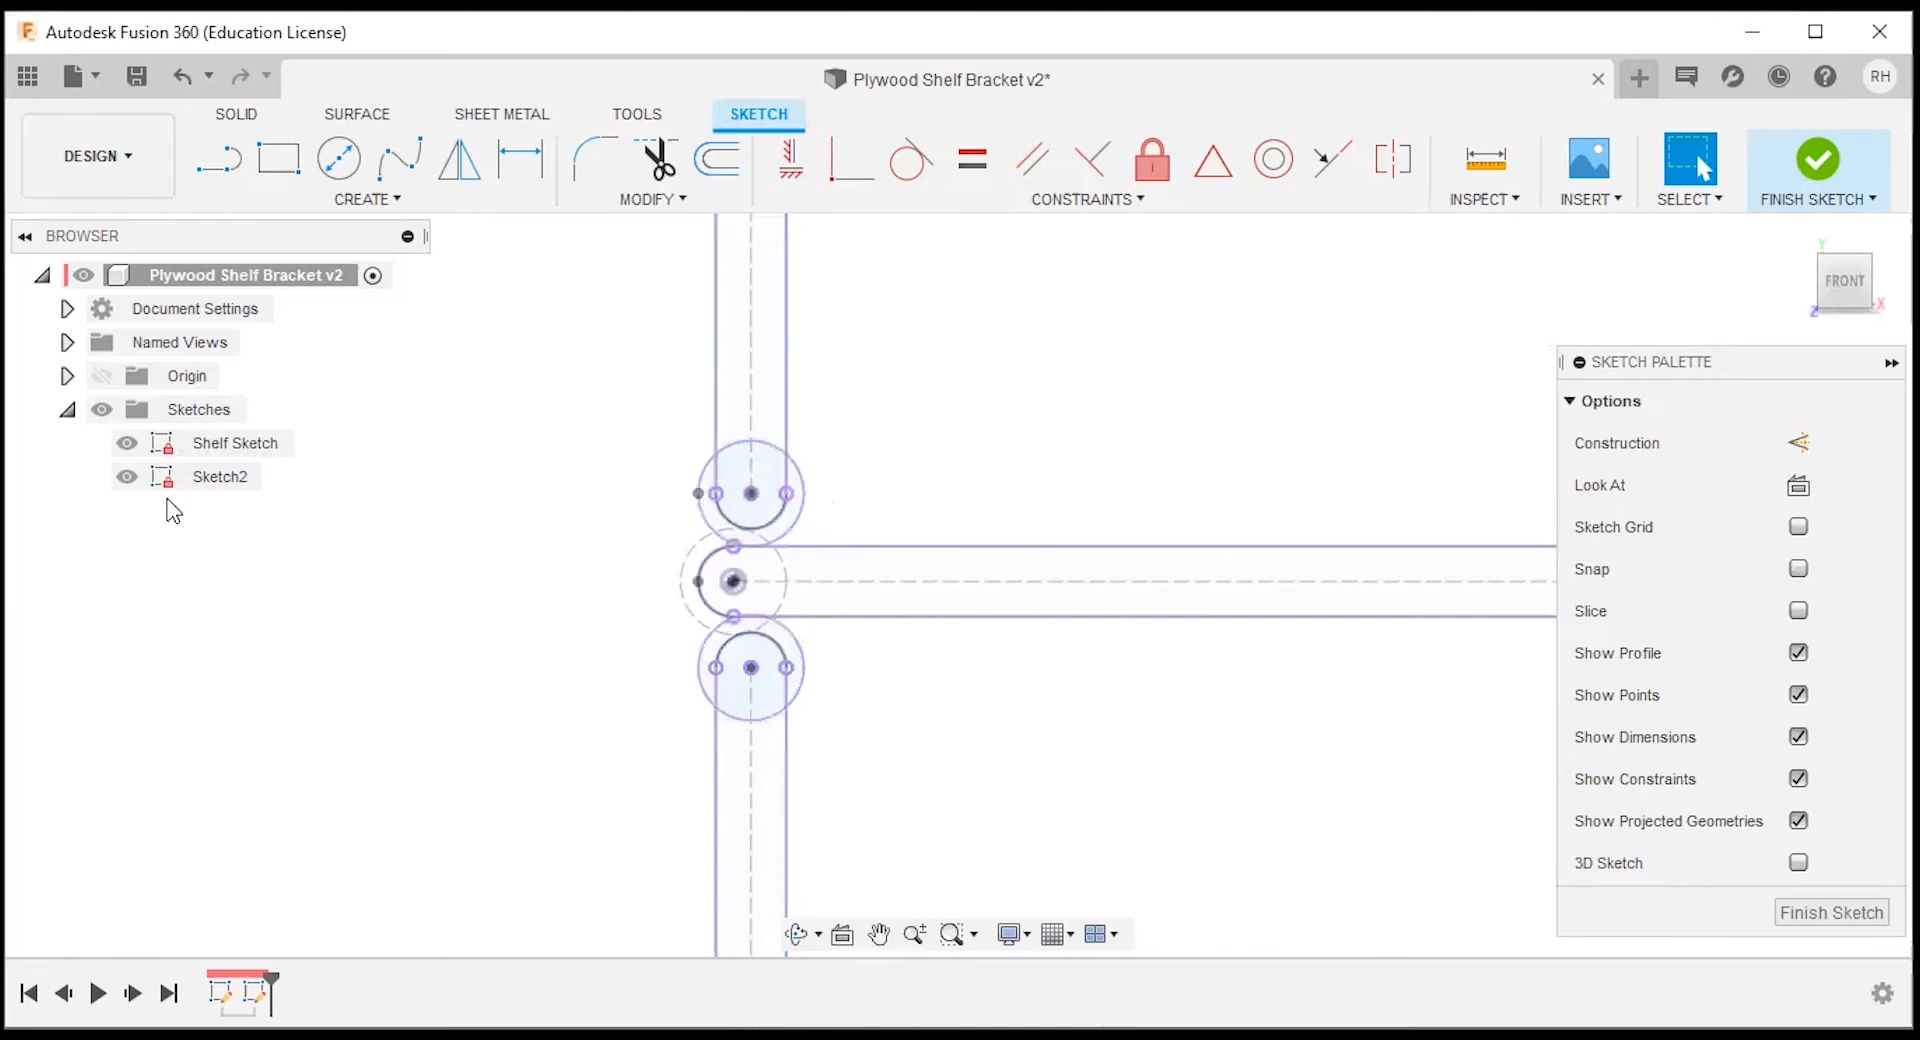 Autodesk Fusion 360 (Education License)
Plywood Shelf Bracket v2*
RH
SOLID
SURFACE
SHEET METAL
TOOLS
SKETCH
DESIGN
CREATE
MODIFY
CONSTRAINTS
INSPECT
INSERT
SELECT
FINISH SKETCH
BROWSER
Plywood Shelf Bracket v2
Document Settings
Named Views
Origin
Sketches
Shelf Sketch
Sketch2
Y
FRONT
X
Z
SKETCH PALETTE
Options
Construction
Look At
Sketch Grid
Snap
Slice
Show Profile
Show Points
Show Dimensions
Show Constraints
Show Projected Geometries
3D Sketch
Finish Sketch